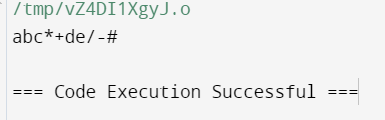 /tmp/vZ4DI1XgyJ.o
abc*+de/-#
=== Code Execution Successful ===